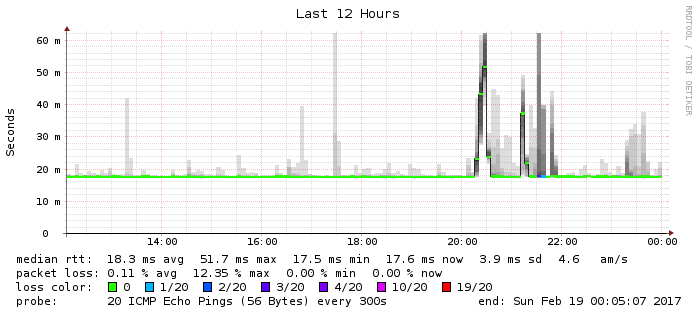 Last 12 Hours
RRDTOOL / TOBI OETIKER
Seconds
60 m
50 m
40 m
30 m
20 m
10 m
0
14:00 16:00 18:00 20:00 22:00 00:00
median rtt: 18.3 ms avg 51.7 ms max 17.5 ms min 17.6 ms now 3.9 ms sd 4.6 am/s
packet loss: 0.11 % avg 12.35 % max 0.00 % min 0.00 % now
loss color: 0 1/20 2/20 3/20 4/20 10/20 19/20
probe: 20 ICMP Echo Pings (56 Bytes) every 300s end: Sun Feb 19 00:05:07 2017